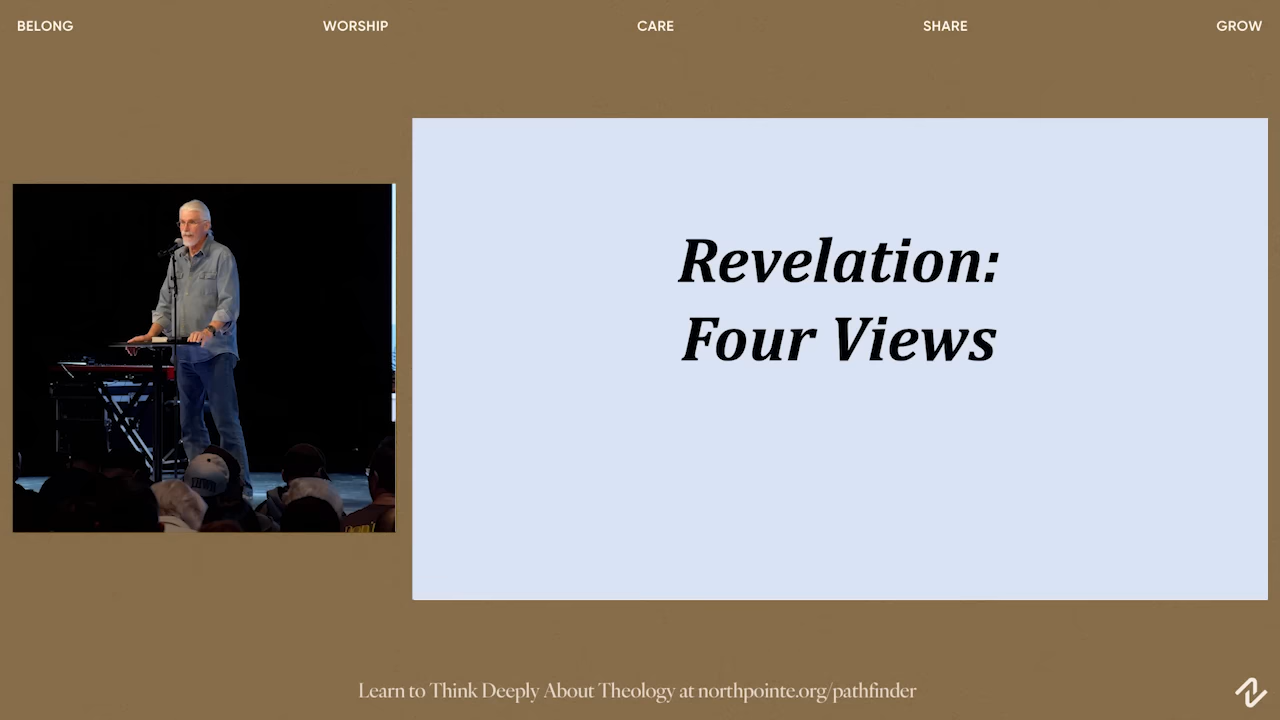 BELONG WORSHIP CARE SHARE GROW
Revelation:
Four Views
Learn to Think Deeply About Theology at northpointe.org/pathfinder